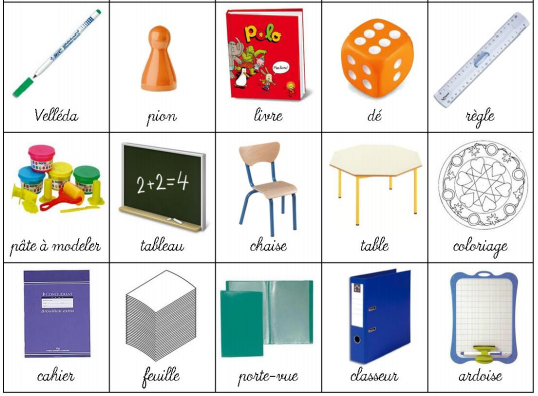 Velléda
pion
Polo
livre
dé
règle
pâte à modeler
2+2=4
tableau
chaise
table
coloriage
cahier
feuille
porte-vue
classeur
ardoise